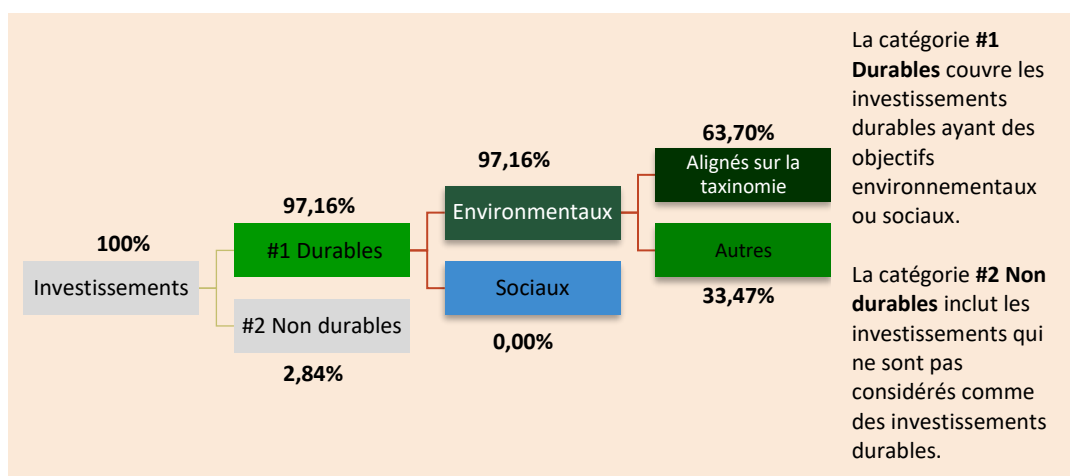 100%
Investissements
97,16%
#1 Durables
#2 Non durables
2,84%
97,16%
Environmentaux
Sociaux
0,00%
63,70%
Alignés sur la
taxinomie
Autres
33,47%
La catégorie #1
Durables couvre les
investissements
durables ayant des
objectifs
environnementaux
ou sociaux.
La catégorie #2 Non
durables inclut les
investissements qui
ne sont pas
considérés comme
des investissements
durables.